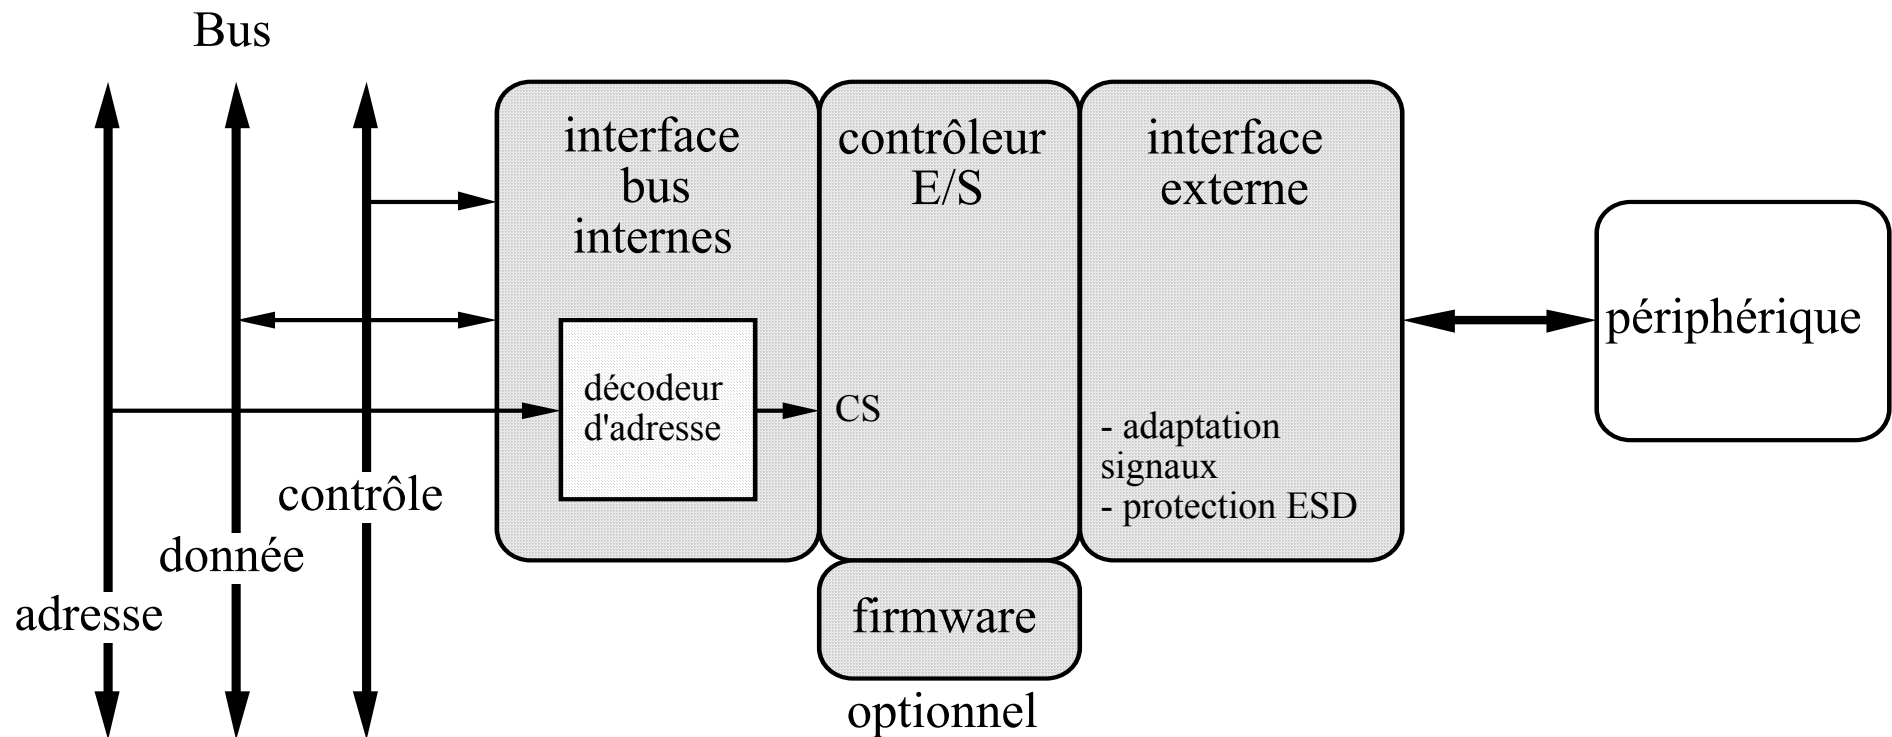 Bus
interface
bus
internes
contrôleur
E/S
interface
externe
périphérique
décodeur
d'adresse
CS
- adaptation
signaux
- protection ESD
contrôle
donnée
adresse
firmware
optionnel